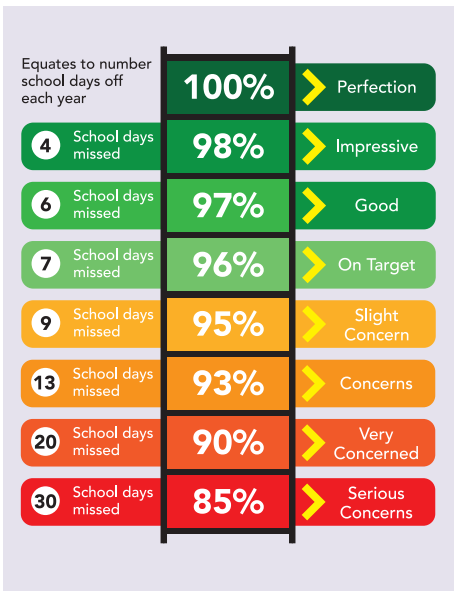 Equates to number
school days off
each year
100%
Perfection
4
School days
missed
98%
Impressive
6
School days
missed
97%
Good
7
School days
missed
96%
On Target
9
School days
missed
95%
Slight
Concern
13
School days
missed
93%
Concerns
20
School days
missed
90%
Very
Concerned
30
School days
missed
85%
Serious
Concerns